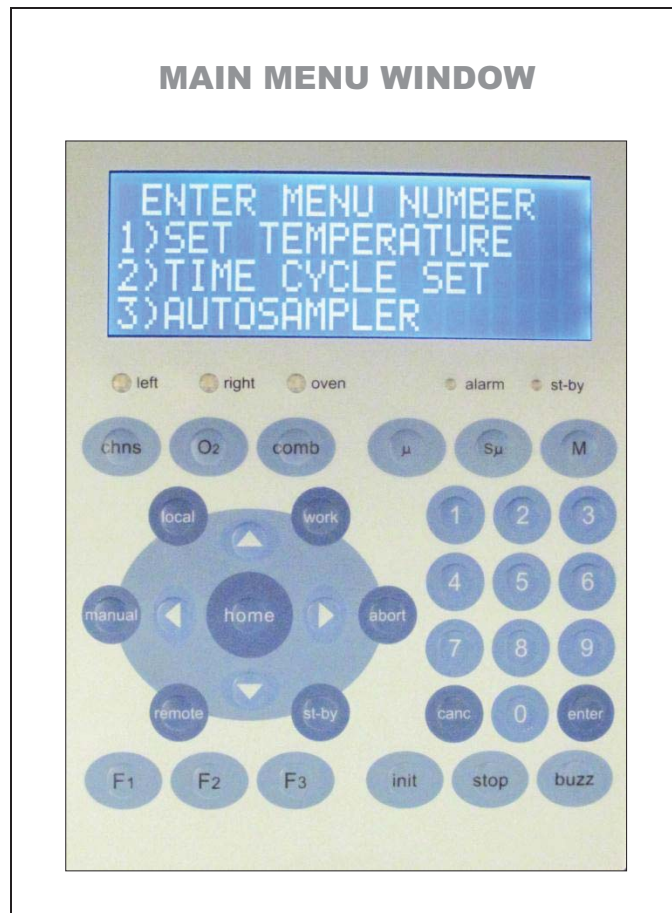 MAIN MENU WINDOW
ENTER MENU NUMBER
1)SET TEMPERATURE
2)TIME CYCLE SET
3)AUTOSAMPLER
left right oven alarm st-by
chns O2 comb µ Sµ M
local work 1 2 3
manual home abort 4 5 6
7 8 9
remote st-by canc 0 enter
F1 F2 F3 init stop buzz